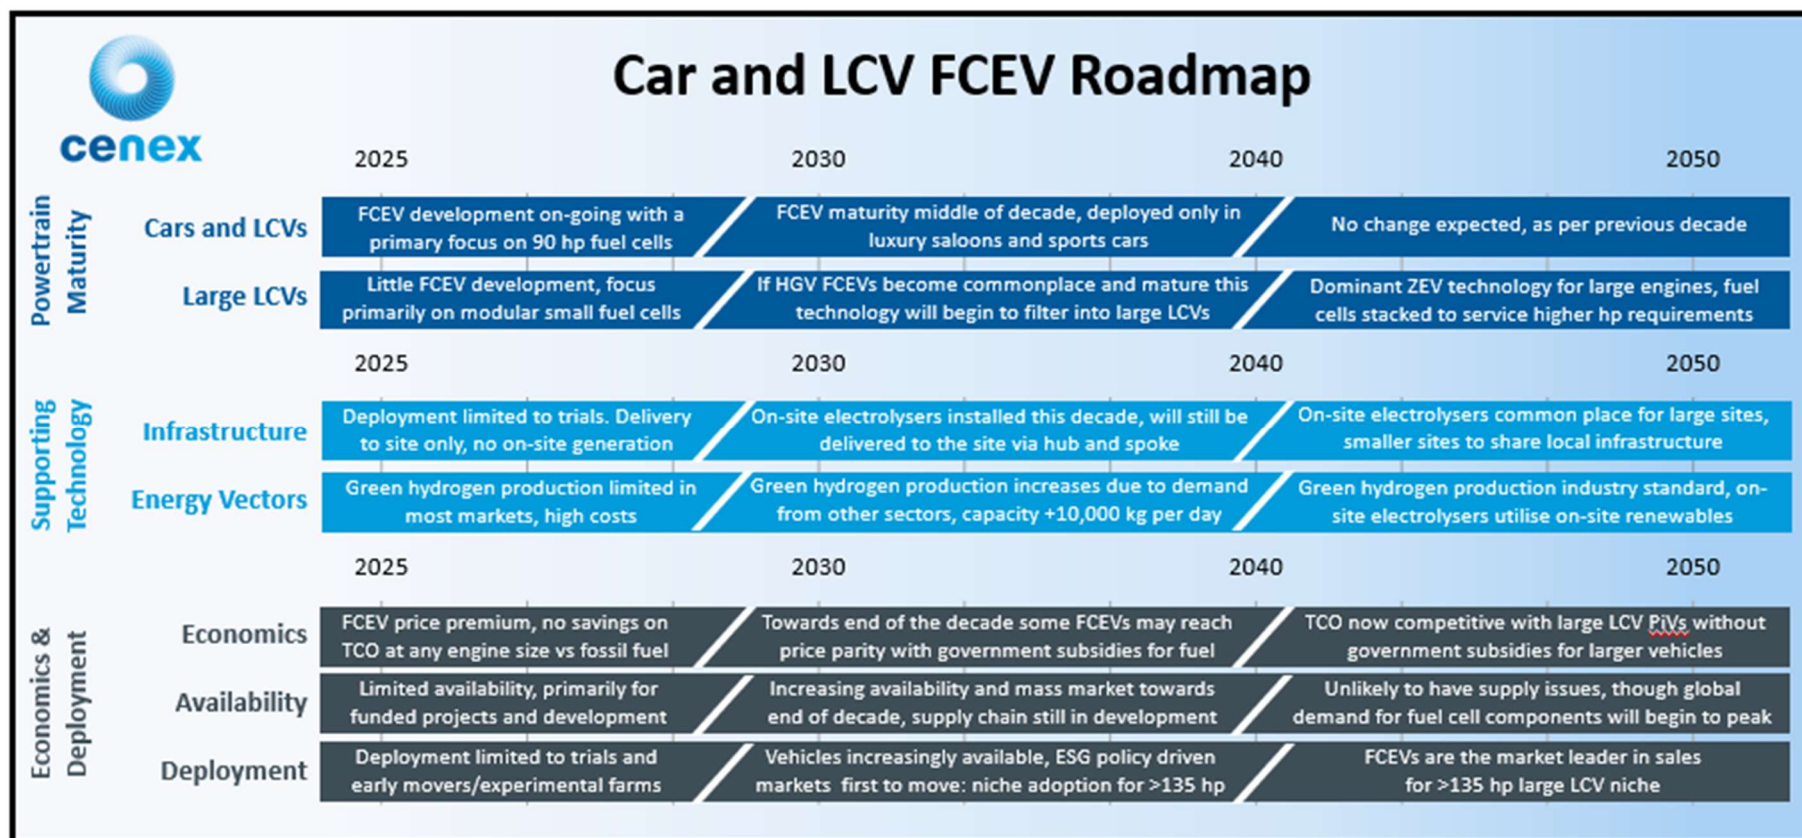 cenex
Car and LCV FCEV Roadmap
2025 2030 2040 2050
Powertrain
Maturity
Cars and LCVs
FCEV development on-going with a
primary focus on 90 hp fuel cells
FCEV maturity middle of decade, deployed only in
luxury saloons and sports cars
No change expected, as per previous decade
Large LCVs
Little FCEV development, focus
primarily on modular small fuel cells
If HGV FCEVs become commonplace and mature this
technology will begin to filter into large LCVs
Dominant ZEV technology for large engines, fuel
cells stacked to service higher hp requirements
2025 2030 2040 2050
Supporting
Technology
Infrastructure
Deployment limited to trials. Delivery
to site only, no on-site generation
On-site electrolysers installed this decade, will still be
delivered to the site via hub and spoke
On-site electrolysers common place for large sites,
smaller sites to share local infrastructure
Energy Vectors
Green hydrogen production limited in
most markets, high costs
Green hydrogen production increases due to demand
from other sectors, capacity +10,000 kg per day
Green hydrogen production industry standard, on-
site electrolysers utilise on-site renewables
2025 2030 2040 2050
Economics &
Deployment
Economics
FCEV price premium, no savings on
TCO at any engine size vs fossil fuel
Towards end of the decade some FCEVs may reach
price parity with government subsidies for fuel
TCO now competitive with large LCV PiVs without
government subsidies for larger vehicles
Availability
Limited availability, primarily for
funded projects and development
Increasing availability and mass market towards
end of decade, supply chain still in development
Unlikely to have supply issues, though global
demand for fuel cell components will begin to peak
Deployment
Deployment limited to trials and
early movers/experimental farms
Vehicles increasingly available, ESG policy driven
markets first to move: niche adoption for >135 hp
FCEVs are the market leader in sales
for >135 hp large LCV niche